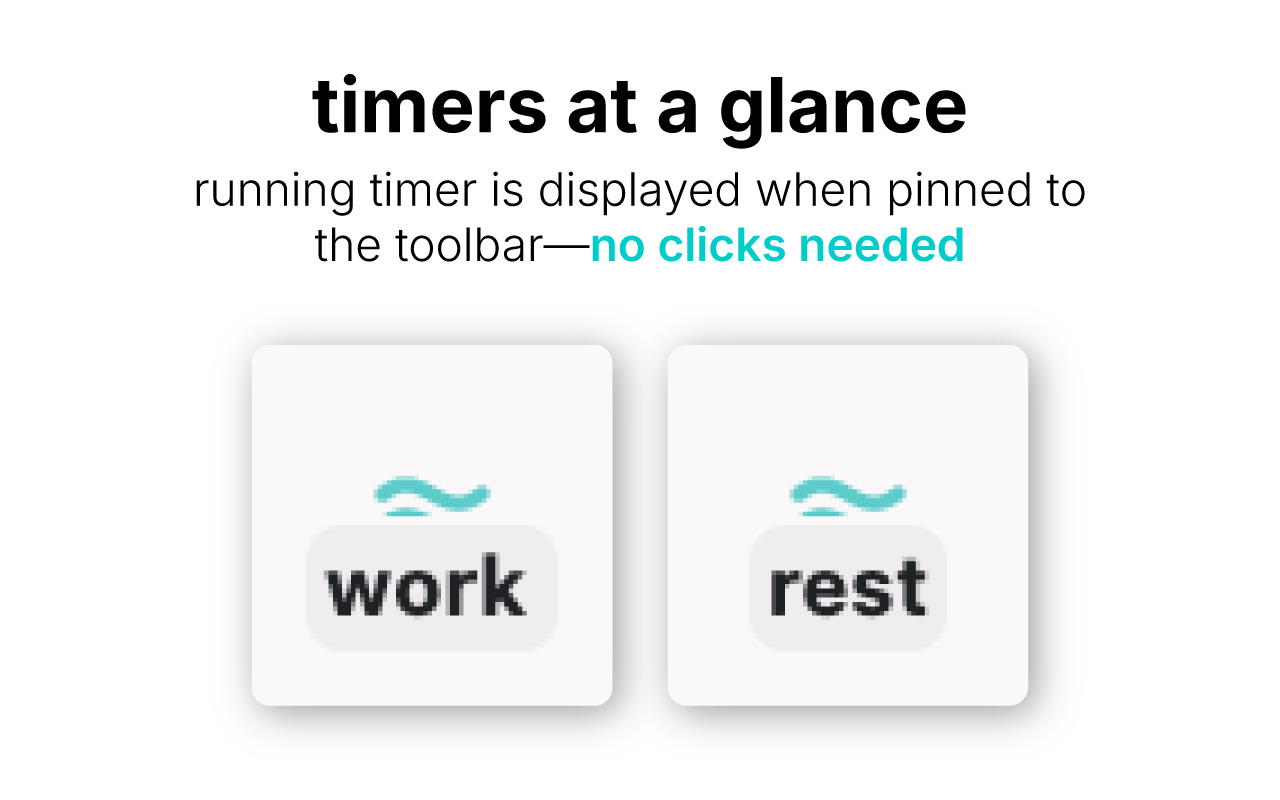 timers at a glance
running timer is displayed when pinned to
the toolbar—no clicks needed
work
rest